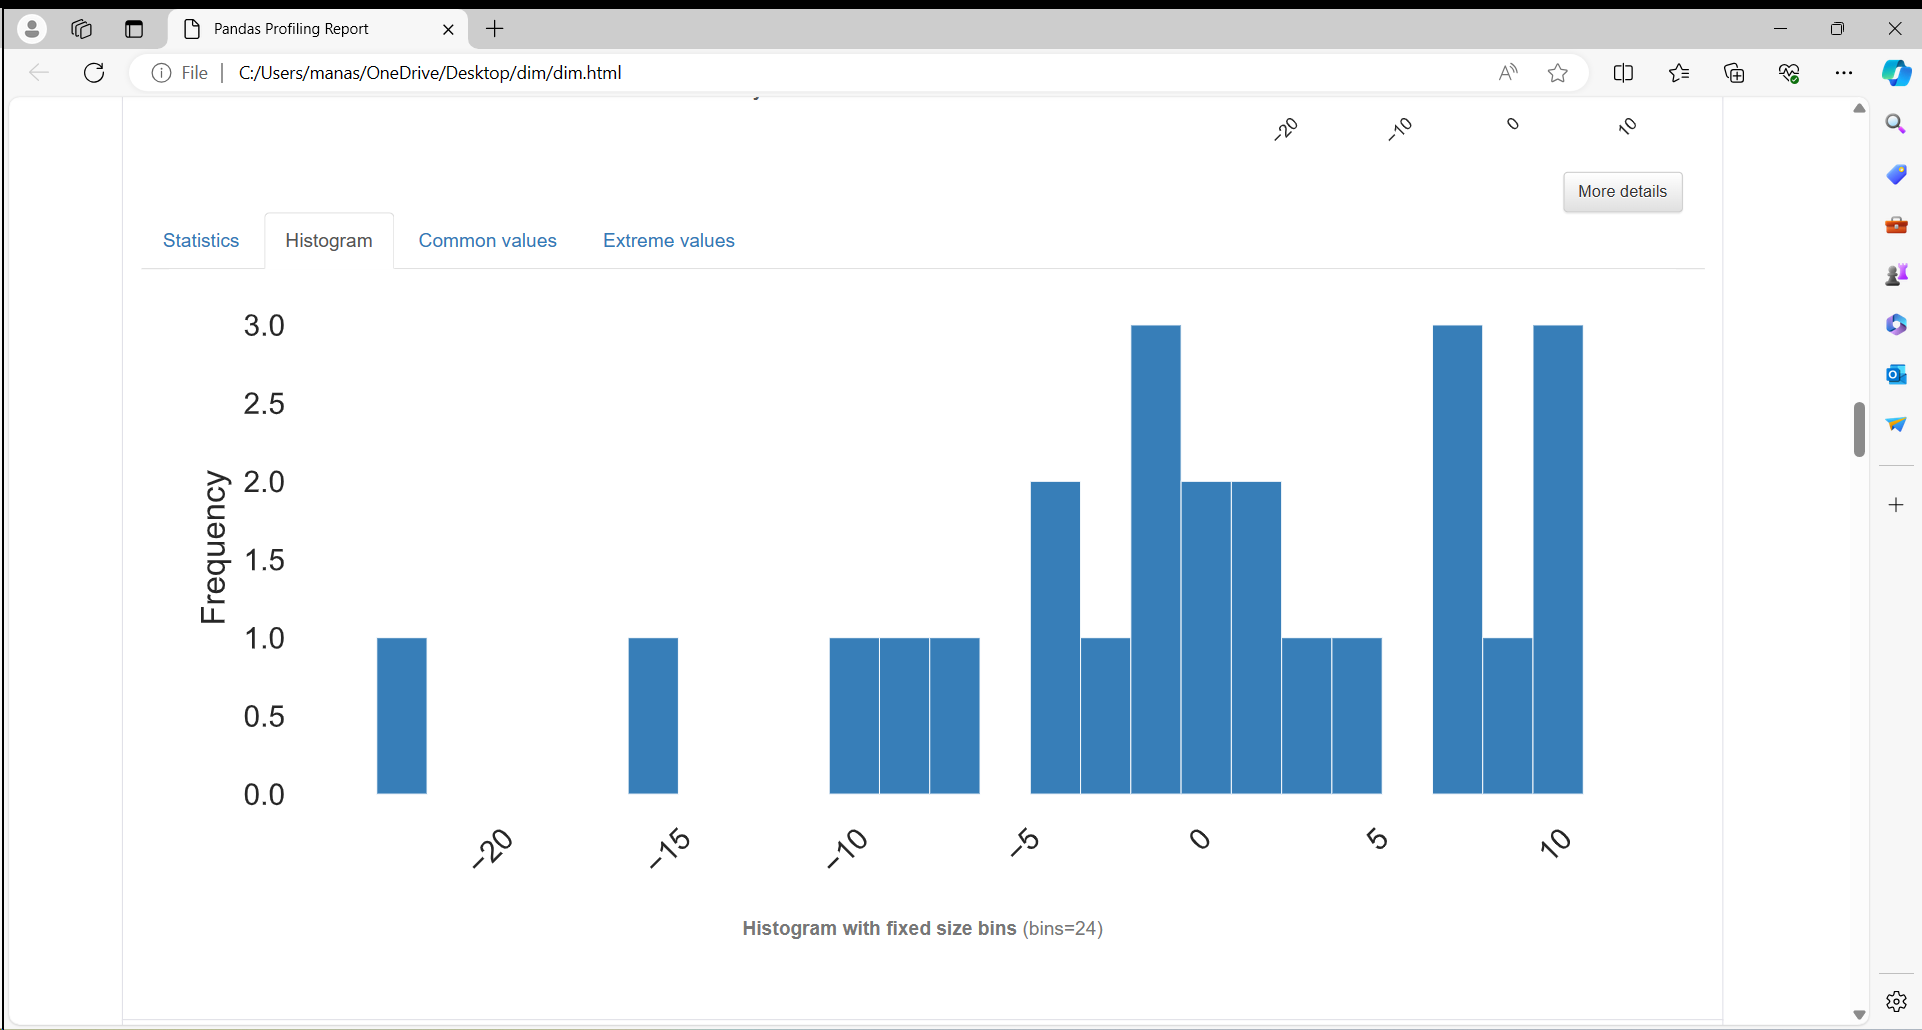 Pandas Profiling Report
File | C:/Users/manas/OneDrive/Desktop/dim/dim.html
−20 −10 0 10
More details
Statistics Histogram Common values Extreme values
3.0
2.5
2.0
1.5
1.0
0.5
0.0
Frequency
−20 −15 −10 −5 0 5 10
Histogram with fixed size bins (bins=24)